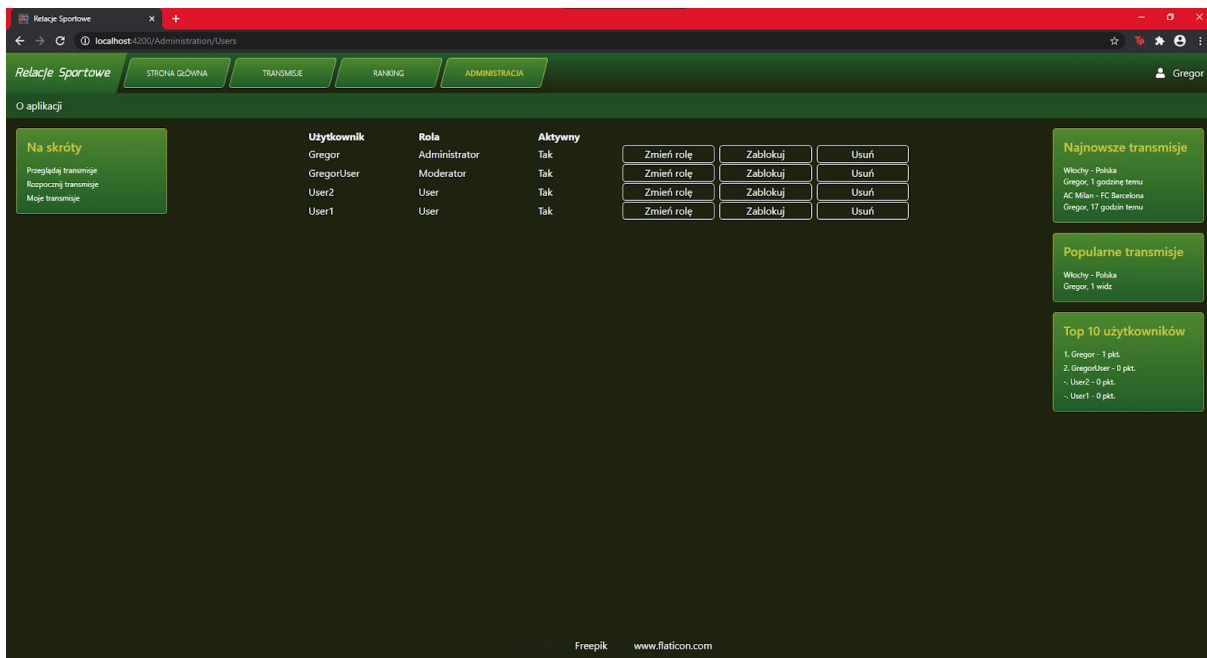 Relacje Sportowe
localhost:4200/Administration/Users
Tp
Relacje Sportowe
STRONA GŁÓWNA
TRANSMISJE
RANKING
ADMINISTRACJA
Gregor
O aplikacji
Na skróty
Przeglądaj transmisje
Rozpocznij transmisje
Moje transmisje
Użytkownik Rola Aktywny
Gregor Administrator Tak Zmień rolę Zablokuj Usuń
GregorUser Moderator Tak Zmień rolę Zablokuj Usuń
User2 User Tak Zmień rolę Zablokuj Usuń
User1 User Tak Zmień rolę Zablokuj Usuń
Najnowsze transmisje
Włochy - Polska
Gregor, 1 godzinę temu
AC Milan - FC Barcelona
Gregor, 17 godzin temu
Popularne transmisje
Włochy - Polska
Gregor, 1 widz
Top 10 użytkowników
1. Gregor - 1 pkt.
2. GregorUser - 0 pkt.
-. User2 - 0 pkt.
-. User1 - 0 pkt.
Freepik www.flaticon.com